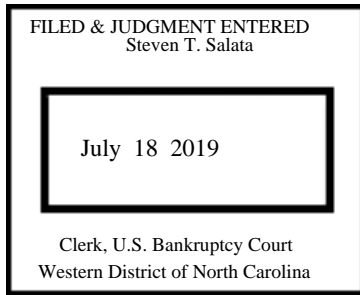 FILED & JUDGMENT ENTERED
Steven T. Salata
July 18 2019
Clerk, U.S. Bankruptcy Court
Western District of North Carolina